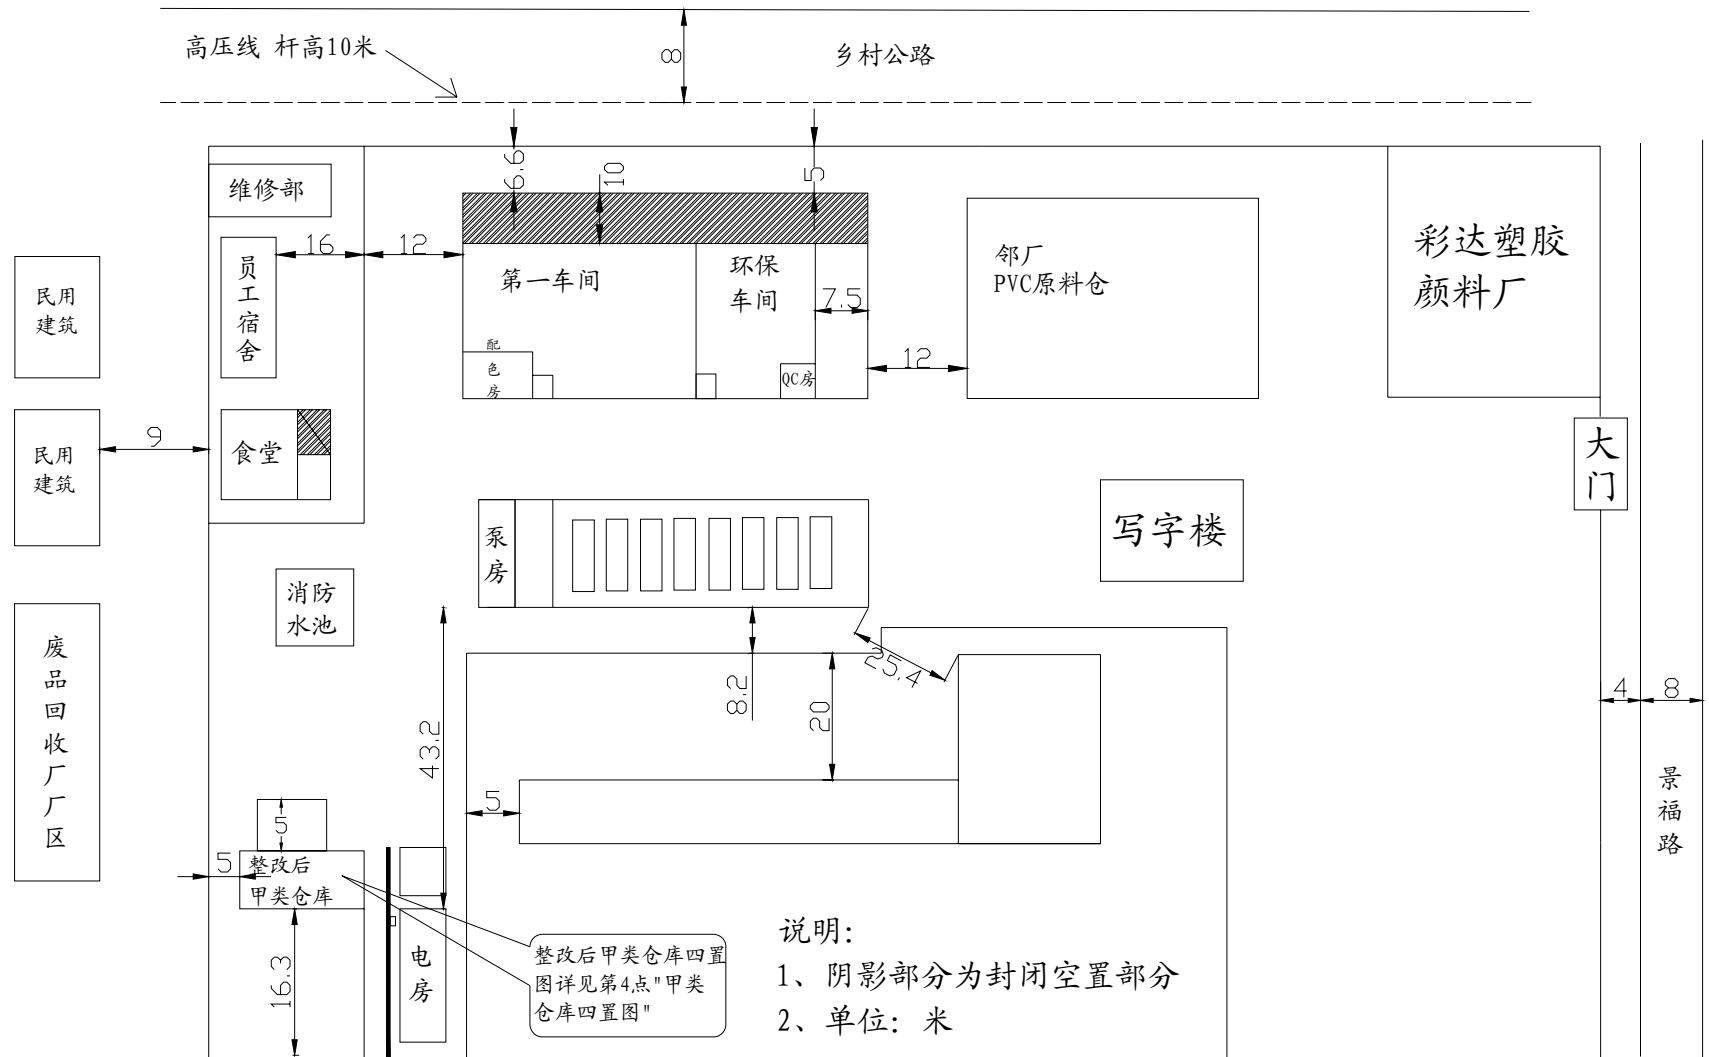 高压线 杆高10米
8
乡村公路
6.6
10
5
维修部
16
12
员工宿舍
第一车间
环保
车间
7.5
邻厂
PVC原料仓
彩达塑胶
颜料厂
民用
建筑
配
色
房
QC房
12
民用
建筑
9
食堂
大门
泵房
写字楼
消防
水池
废品回收厂厂区
25.4
8.2
20
43.2
4
8
景福路
5
5
5
整改后
甲类仓库
16.3
电房
整改后甲类仓库四置
图详见第4点"甲类
仓库四置图"
说明：
1、阴影部分为封闭空置部分
2、单位：米